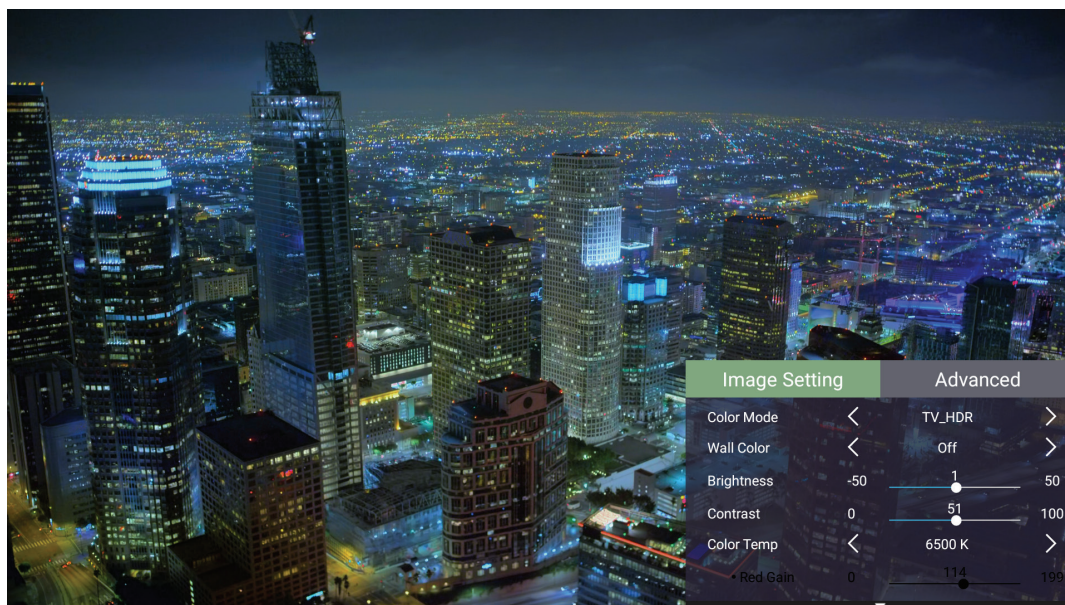 Image Setting Advanced
Color Mode TV_HDR
Wall Color Off
Brightness -50 1 50
Contrast 0 51 100
Color Temp 6500 K
• Red Gain 0 114 199